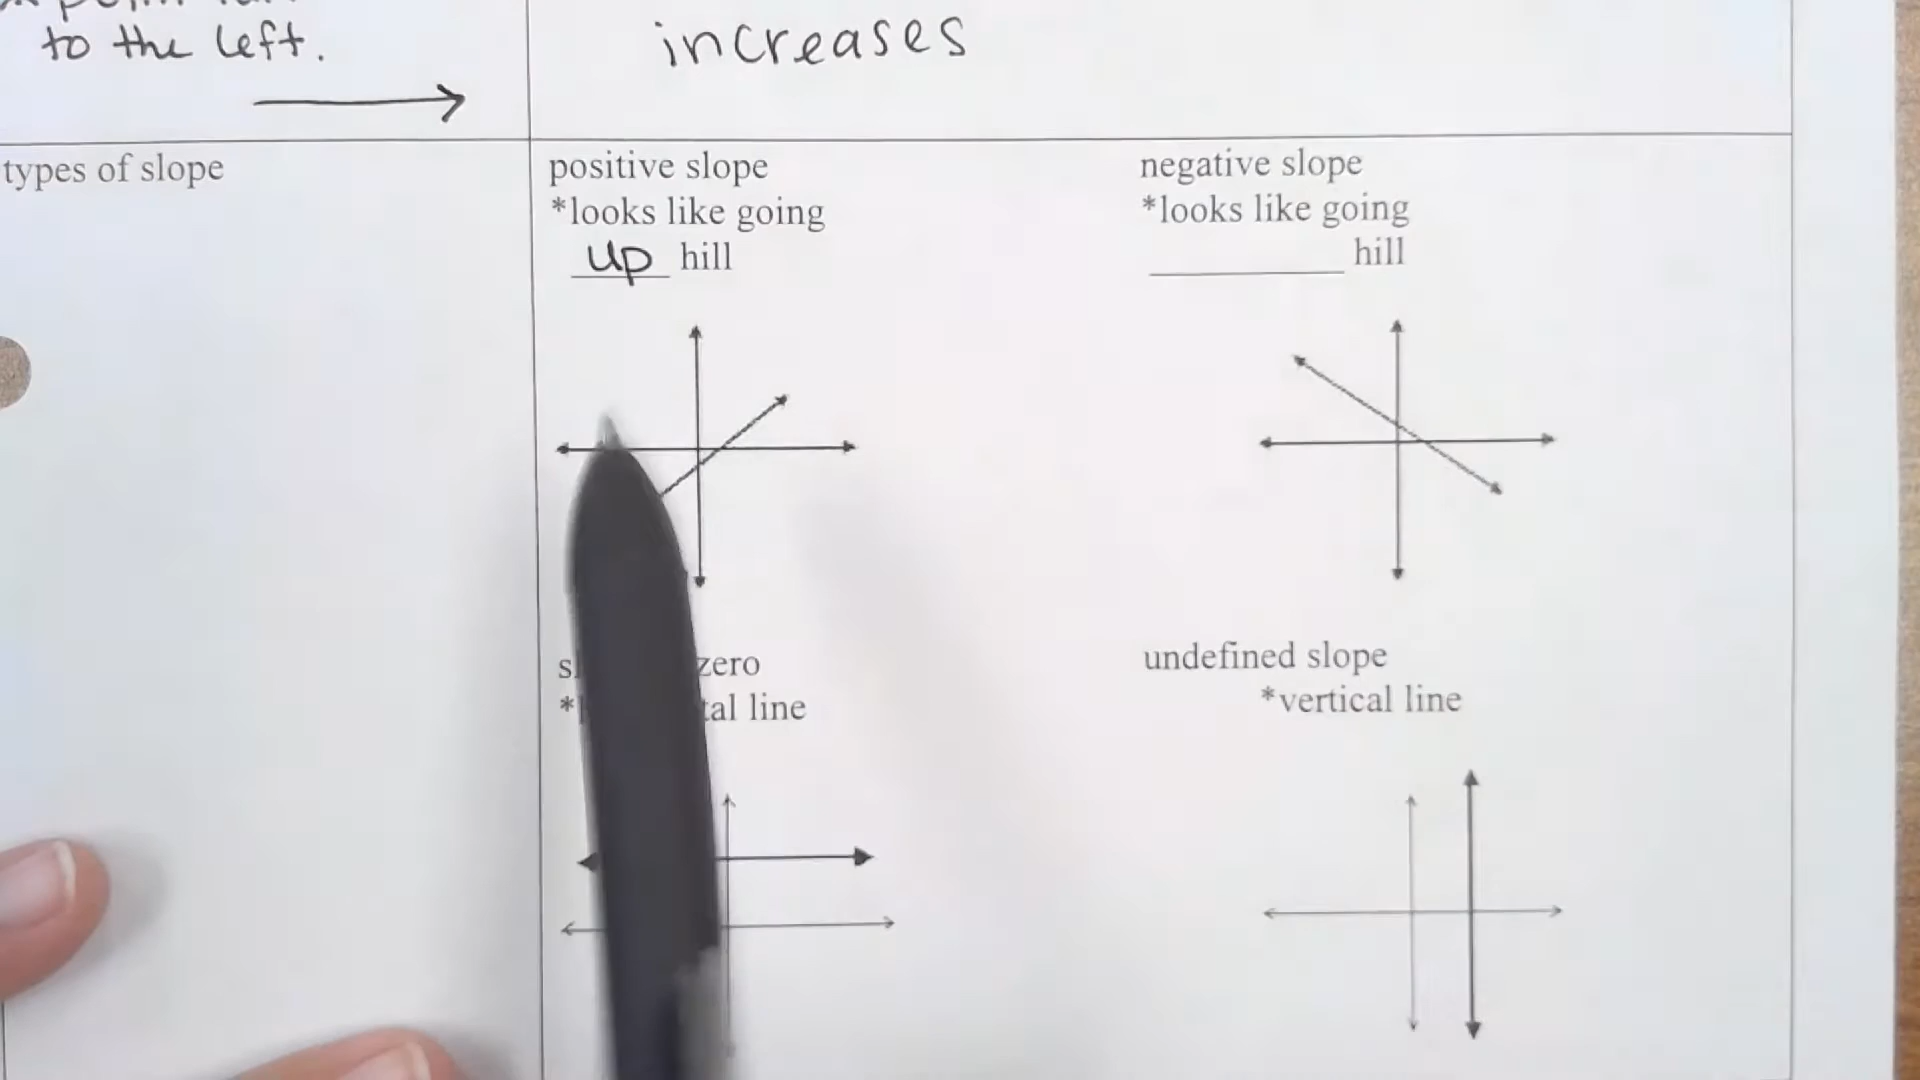 to the left.
increases
types of slope
positive slope
*looks like going
up hill
negative slope
*looks like going
hill
zero
line
undefined slope
*vertical line